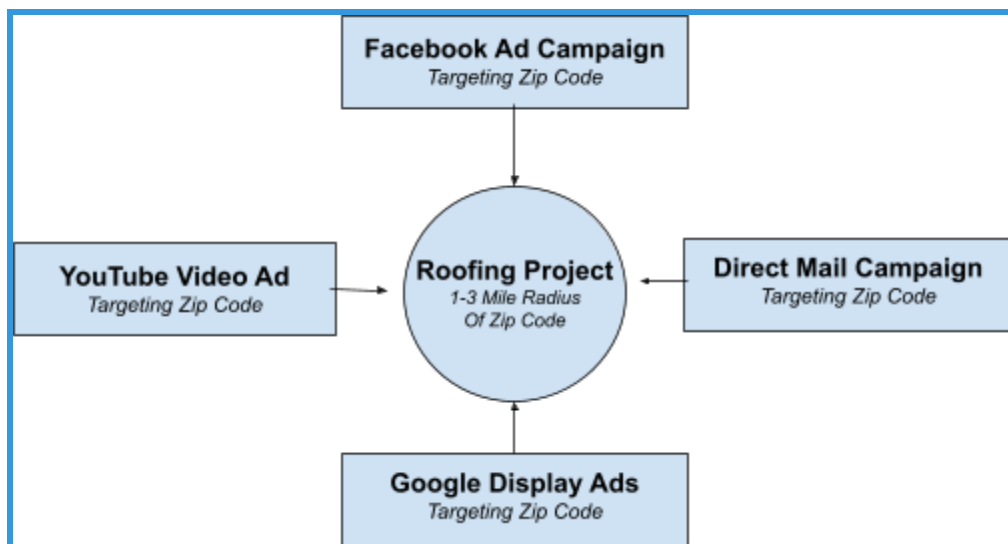 Facebook Ad Campaign
Targeting Zip Code
YouTube Video Ad
Targeting Zip Code
Roofing Project
1-3 Mile Radius
Of Zip Code
Direct Mail Campaign
Targeting Zip Code
Google Display Ads
Targeting Zip Code